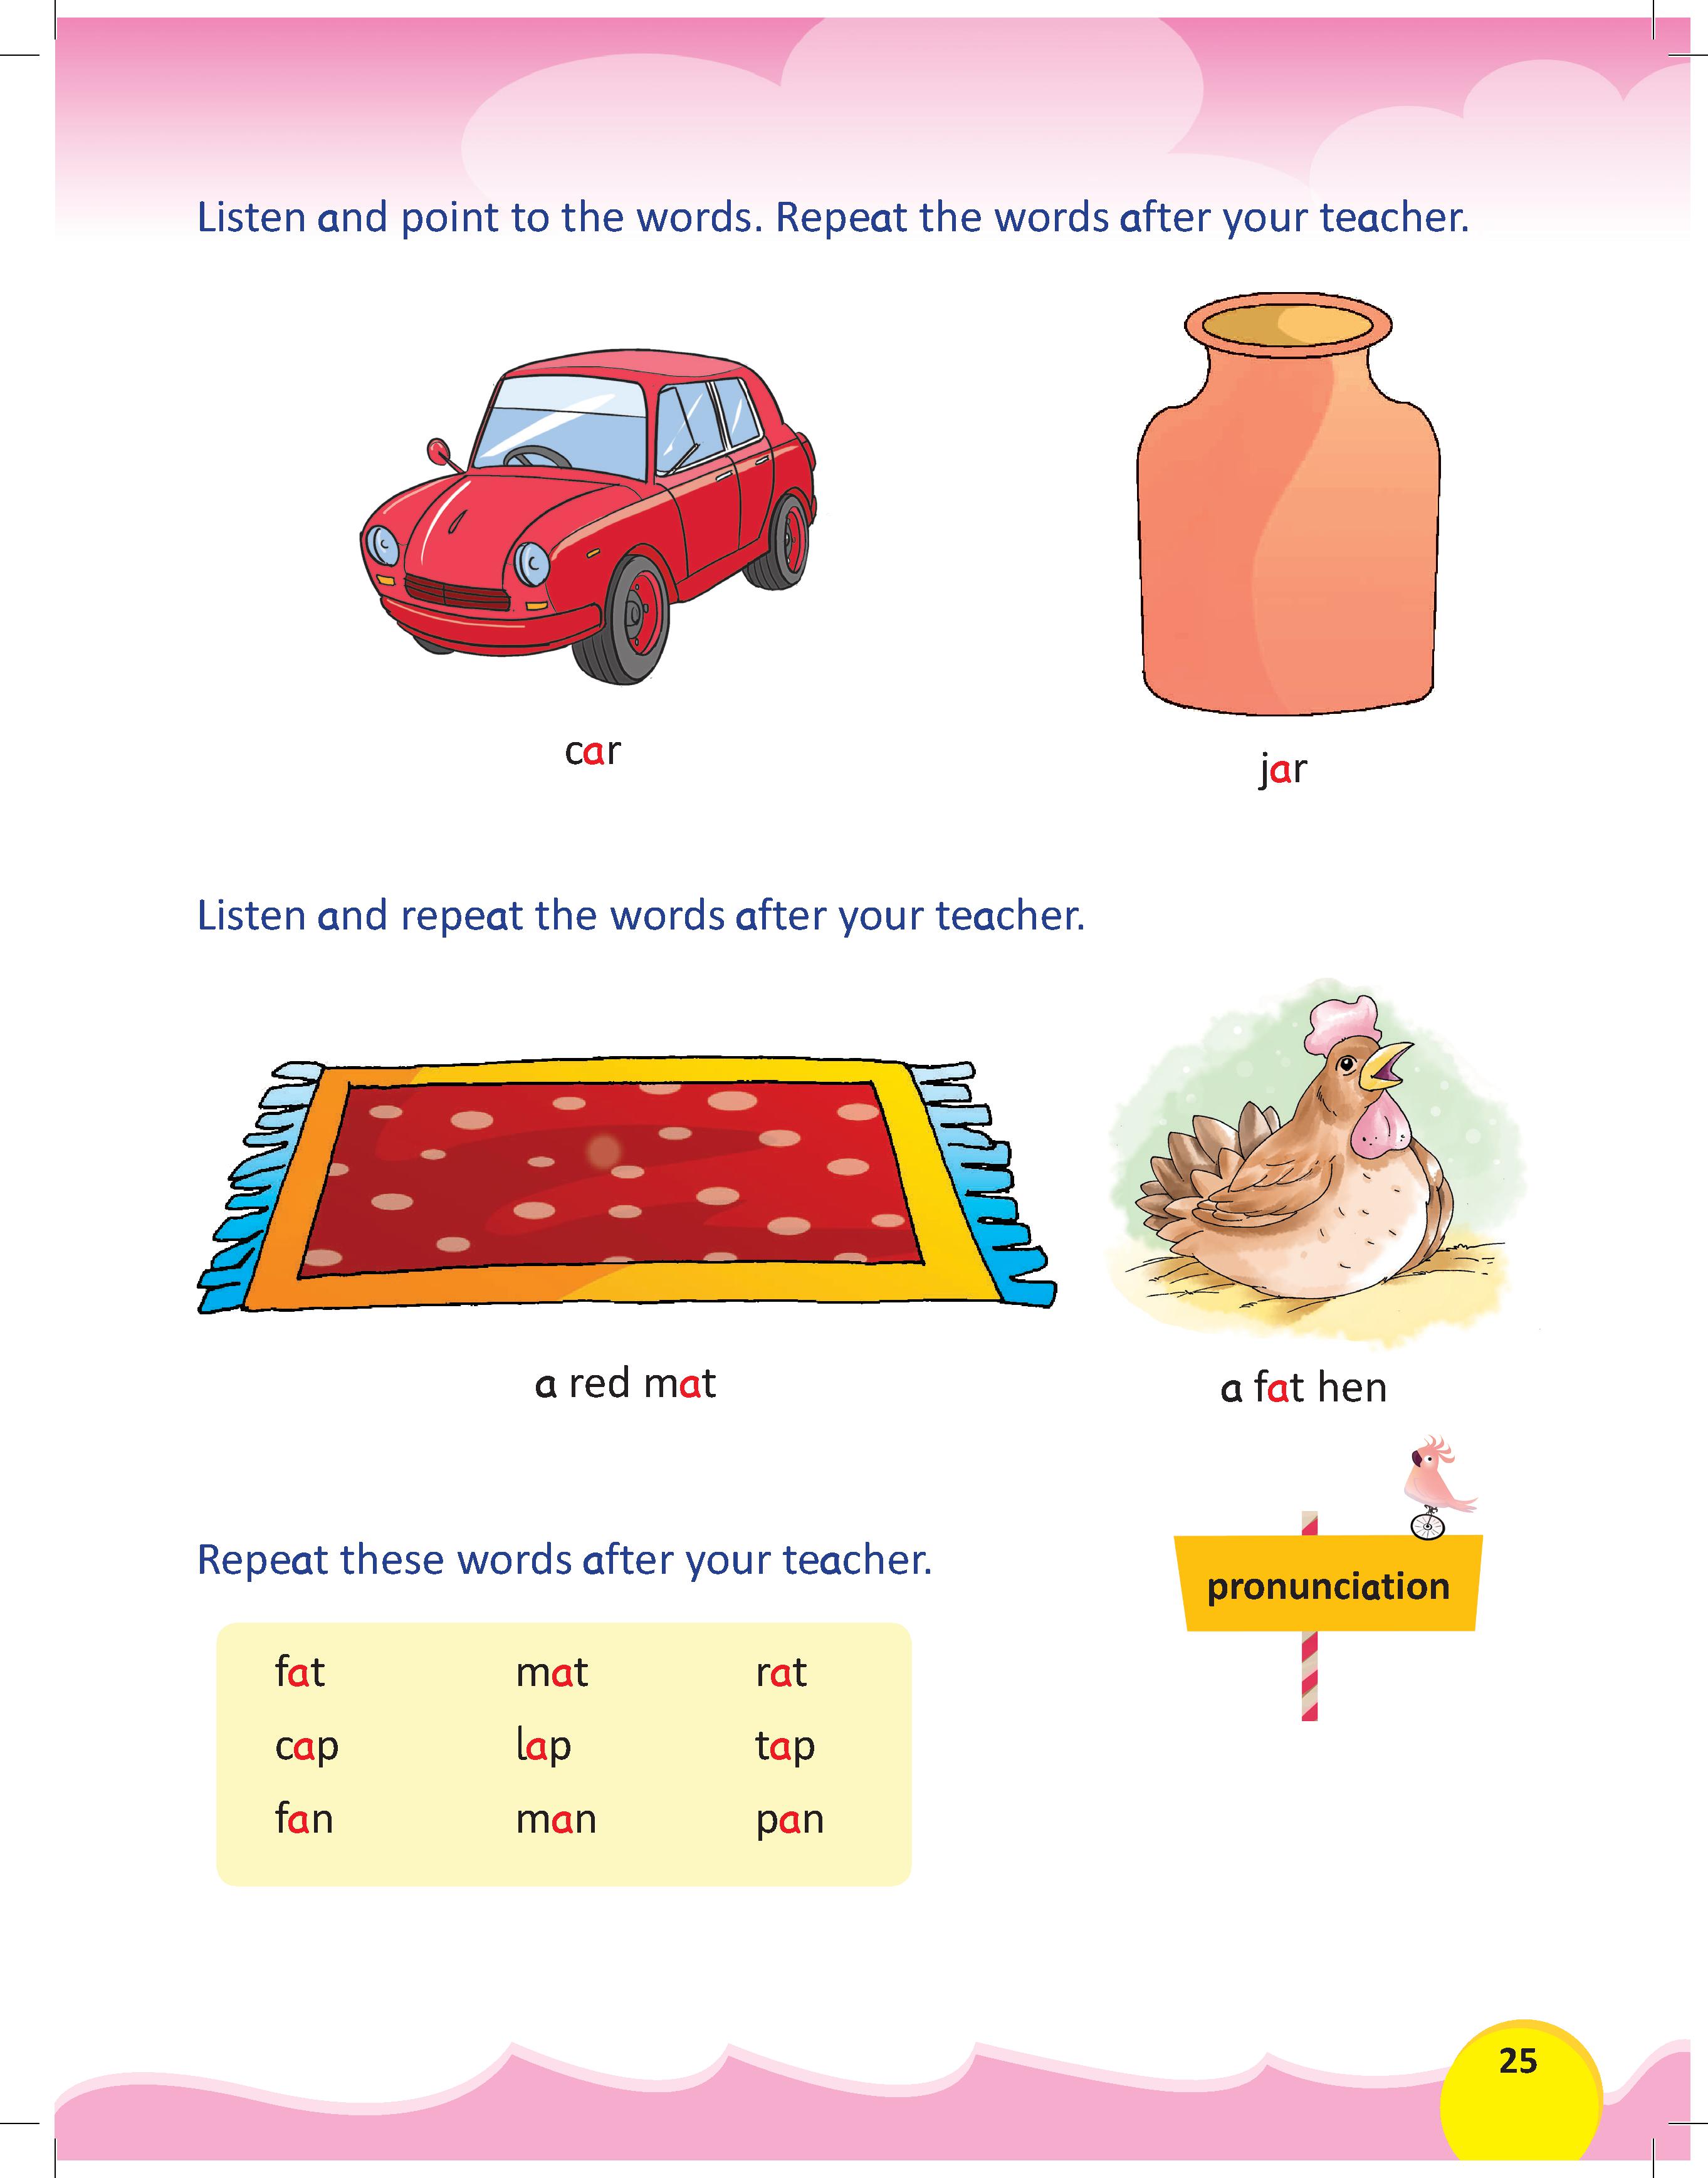 Listen and point to the words. Repeat the words after your teacher.
car
jar
Listen and repeat the words after your teacher.
a red mat
a fat hen
Repeat these words after your teacher.
pronunciation
fat mat rat
cap lap tap
fan man pan
25